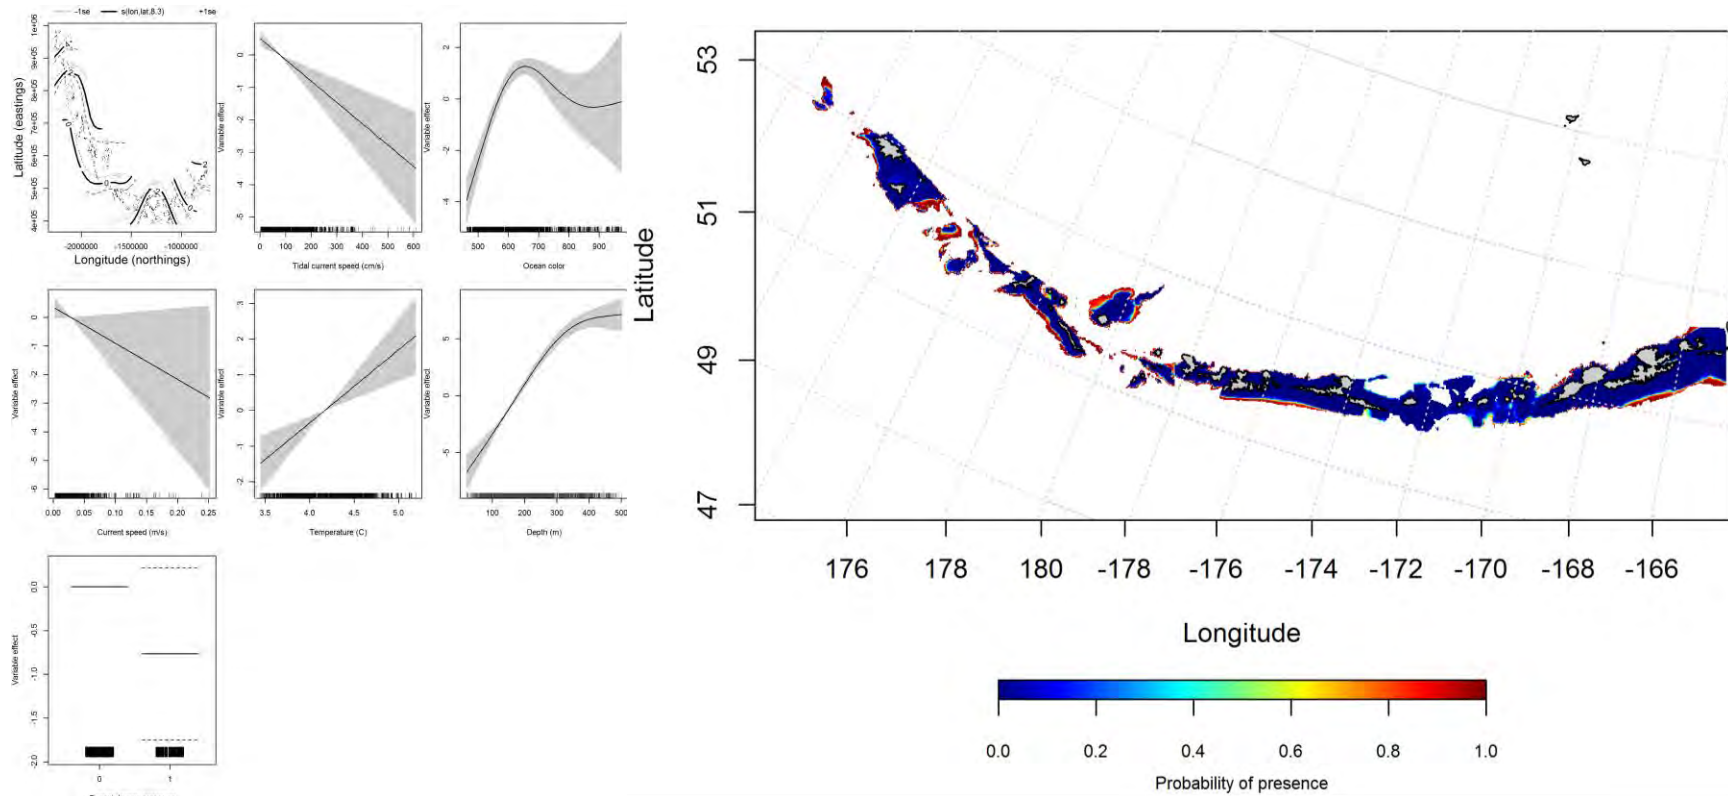 -1se s(lon,lat,8.3) +1se
Latitude (eastings)
4e+05 5e+05 6e+05 7e+05 8e+05 9e+05 1e+06
-2000000 -1500000 -1000000
Longitude (northings)
Variable effect
0 -1 -2 -3 -4 -5
0 100 200 300 400 500 600
Tidal current speed (cm/s)
Variable effect
2 0 -2 -4
500 600 700 800 900
Ocean color
Variable effect
0 -1 -2 -3 -4 -5 -6
0.00 0.05 0.10 0.15 0.20 0.25
Current speed (m/s)
Variable effect
3 2 1 0 -1 -2
3.5 4.0 4.5 5.0
Temperature (C)
Variable effect
5 0 -5
100 200 300 400 500
Depth (m)
Variable effect
0.0 -0.5 -1.0 -1.5 -2.0
0 1
Latitude
53
51
49
47
176 178 180 -178 -176 -174 -172 -170 -168 -166
Longitude
0.0 0.2 0.4 0.6 0.8 1.0
Probability of presence